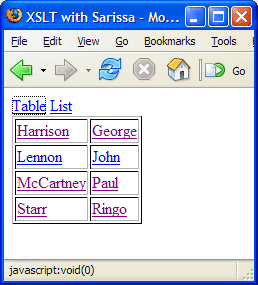 XSLT with Sarissa - Mo...
File Edit View Go Bookmarks Tools
Go
Table List
Harrison George
Lennon John
McCartney Paul
Starr Ringo
javascript:void(0)